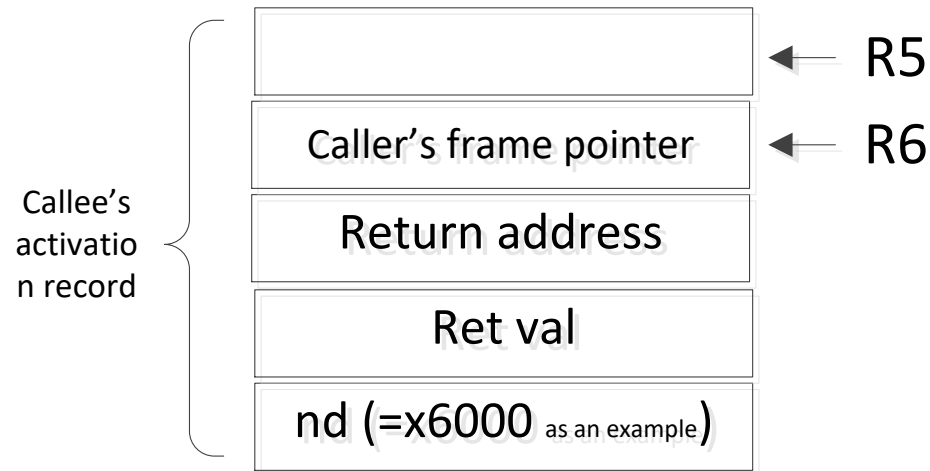 R5
Caller's frame pointer
R6
Return address
Callee's
activatio
n record
Ret val
nd (=x6000 as an example)